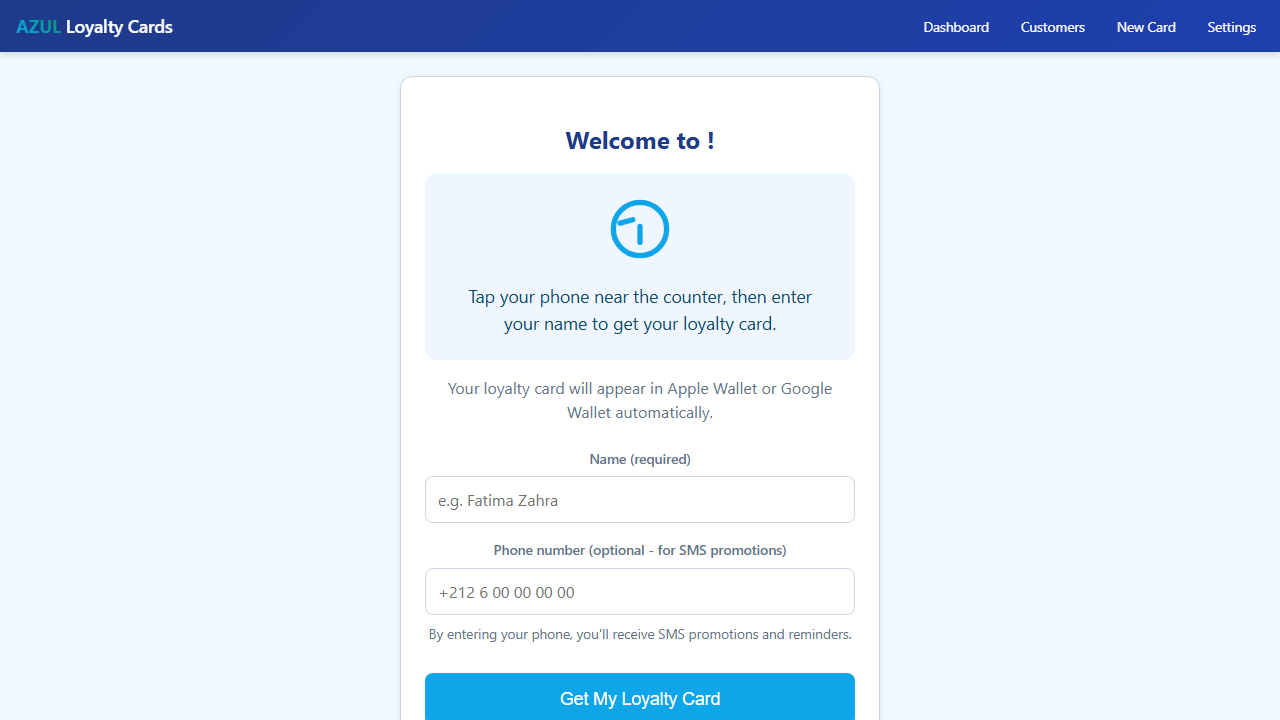 AZUL Loyalty Cards
Dashboard
Customers
New Card
Settings
Welcome to !
Tap your phone near the counter, then enter
your name to get your loyalty card.
Your loyalty card will appear in Apple Wallet or Google
Wallet automatically.
Name (required)
e.g. Fatima Zahra
Phone number (optional - for SMS promotions)
+212 6 00 00 00 00
By entering your phone, you'll receive SMS promotions and reminders.
Get My Loyalty Card